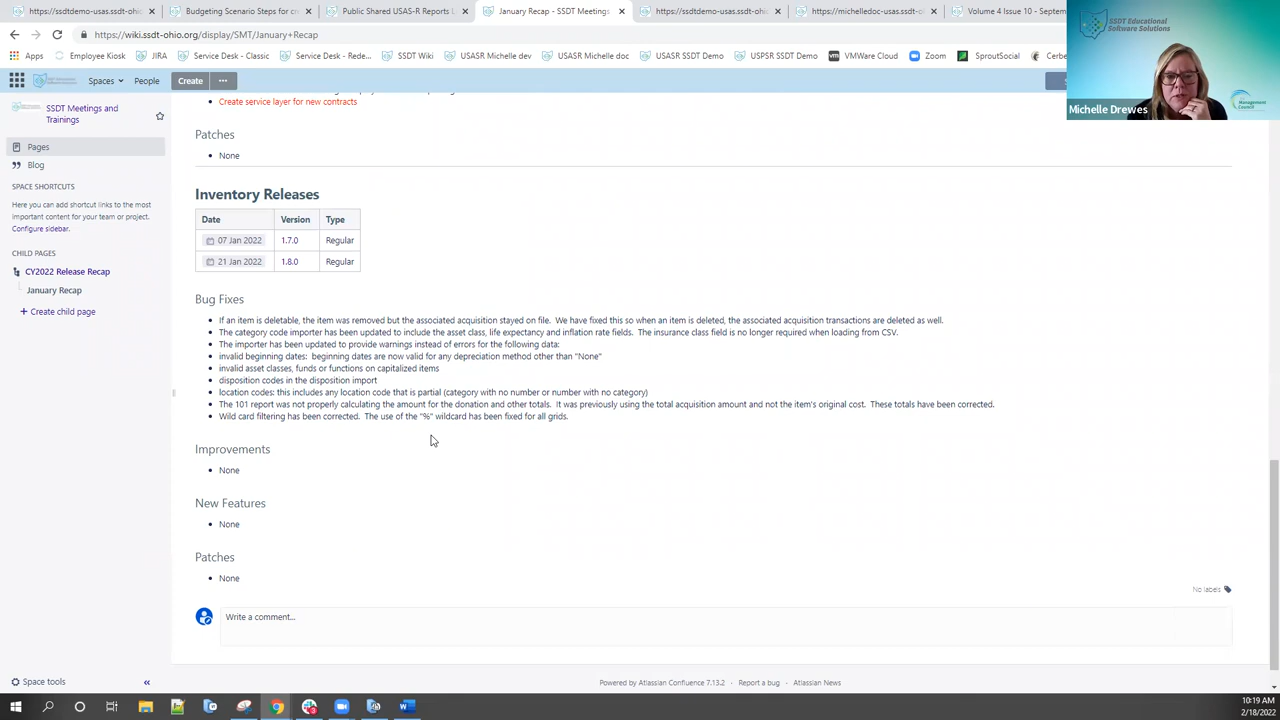 https://ssdtdemo-usas.ssdt-ohio
Budgeting Scenario Steps for cr
Public Shared USAS-R Reports L
January Recap - SSDT Meetings
https://ssdtdemo-usas.ssdt-ohio
https://michelledoc-usas.ssdt-o
Volume 4 Issue 10 - Septem
https://wiki.ssdt-ohio.org/display/SMT/January+Recap
Apps
Employee Kiosk
JIRA
Service Desk - Classic
Service Desk - Rede...
SSDT Wiki
USASR Michelle dev
USASR Michelle doc
USASR SSDT Demo
USPSR SSDT Demo
VMWare Cloud
Zoom
SproutSocial
Cerbe
SSDT Educational
Software Solutions
Management
Council
Michelle Drewes
Spaces
People
Create
SSDT Meetings and
Trainings
Pages
Blog
SPACE SHORTCUTS
Here you can add shortcut links to the most
important content for your team or project.
Configure sidebar.
CHILD PAGES
CY2022 Release Recap
January Recap
+ Create child page
Space tools
Create service layer for new contracts
Patches
None
Inventory Releases
Date Version Type
07 Jan 2022 1.7.0 Regular
21 Jan 2022 1.8.0 Regular
Bug Fixes
If an item is deletable, the item was removed but the associated acquisition stayed on file. We have fixed this so when an item is deleted, the associated acquisition transactions are deleted as well.
The category code importer has been updated to include the asset class, life expectancy and inflation rate fields. The insurance class field is no longer required when loading from CSV.
The importer has been updated to provide warnings instead of errors for the following data:
invalid beginning dates: beginning dates are now valid for any depreciation method other than "None"
invalid asset classes, funds or functions on capitalized items
disposition codes in the disposition import
location codes: this includes any location code that is partial (category with no number or number with no category)
The 101 report was not properly calculating the amount for the donation and other totals. It was previously using the total acquisition amount and not the item's original cost. These totals have been corrected.
Wild card filtering has been corrected. The use of the "%" wildcard has been fixed for all grids.
Improvements
None
New Features
None
Patches
None
No labels
Write a comment...
Powered by Atlassian Confluence 7.13.2 · Report a bug · Atlassian News
10:19 AM
2/18/2022